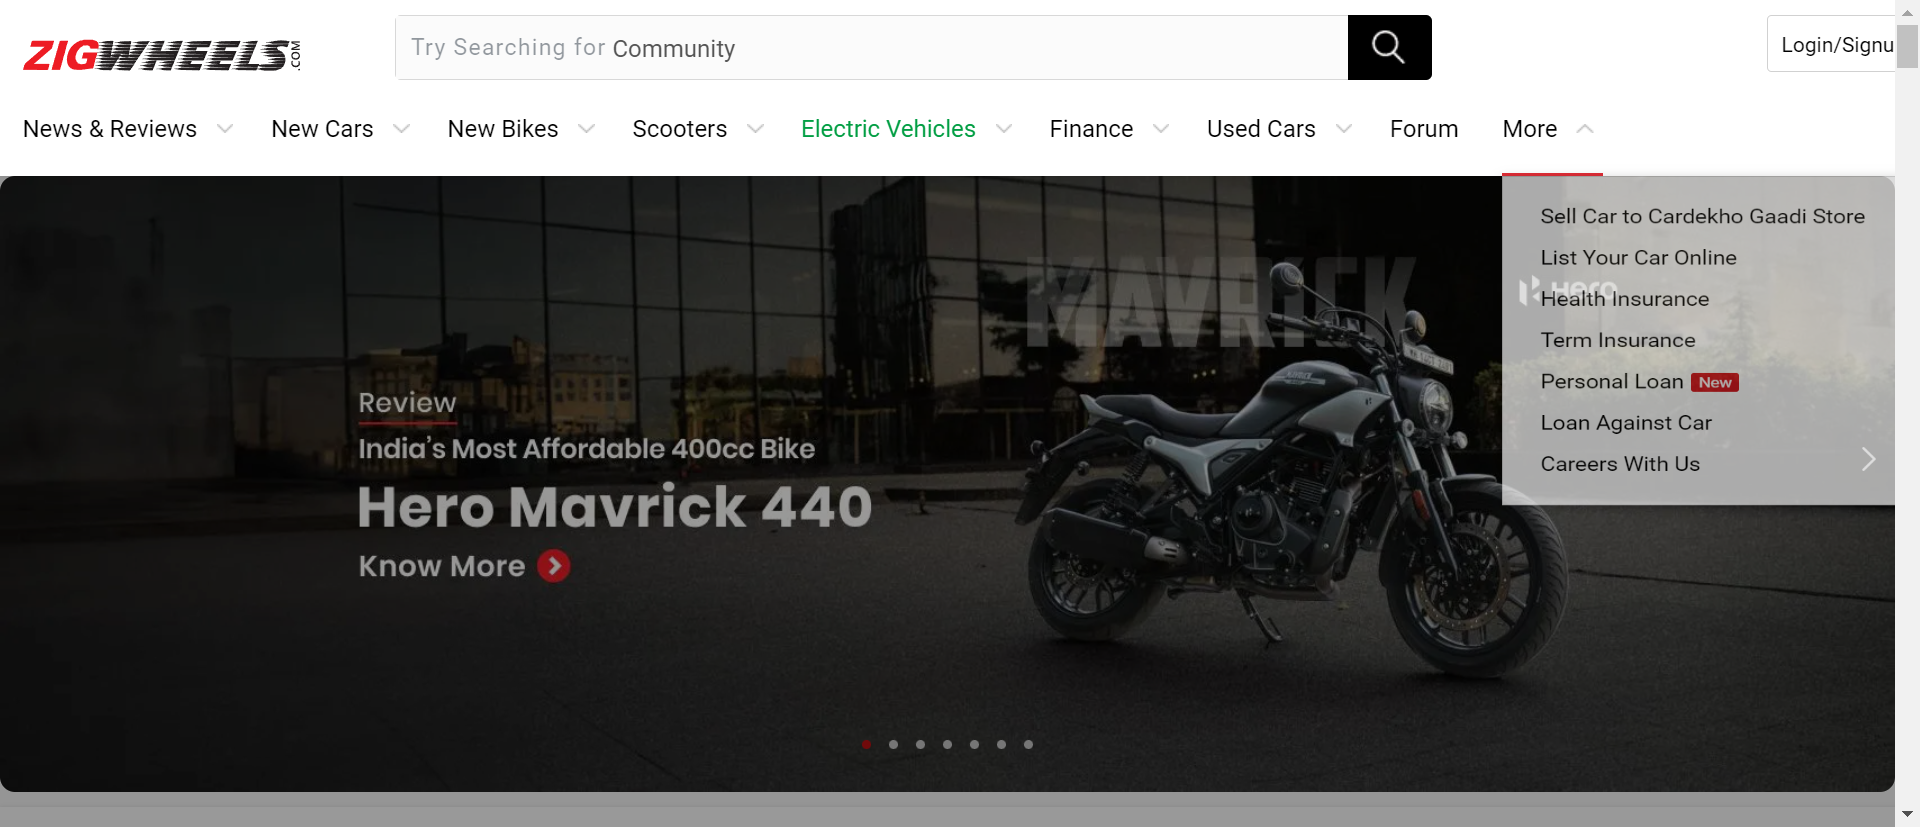 ZIGWHEELS.COM
Try Searching for Community
Login/Signu
News & Reviews
New Cars
New Bikes
Scooters
Electric Vehicles
Finance
Used Cars
Forum
More
Sell Car to Cardekho Gaadi Store
List Your Car Online
Health Insurance
Term Insurance
Personal Loan New
Loan Against Car
Careers With Us
MAVRICK
Hero
Review
India's Most Affordable 400cc Bike
Hero Mavrick 440
Know More